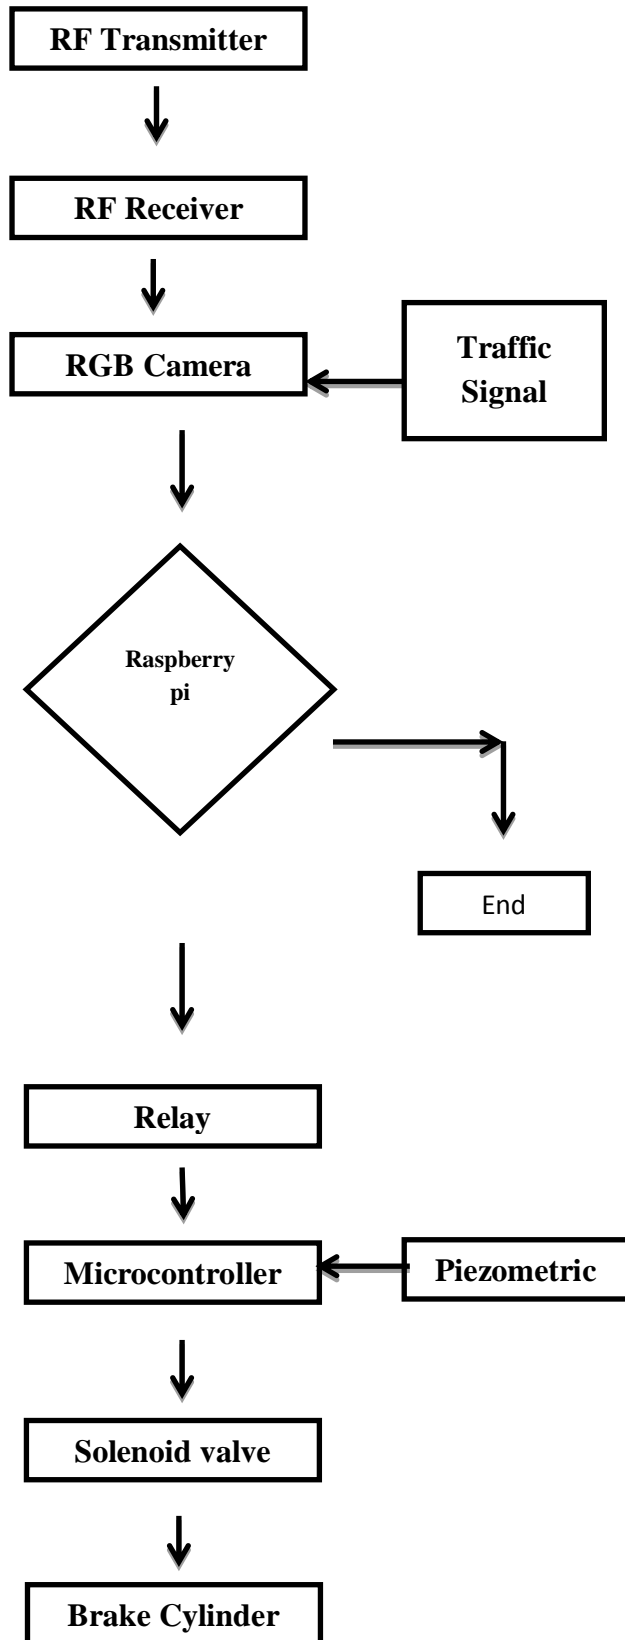 RF Transmitter
RF Receiver
RGB Camera
Traffic
Signal
Raspberry
pi
End
Relay
Microcontroller
Piezometric
Solenoid valve
Brake Cylinder